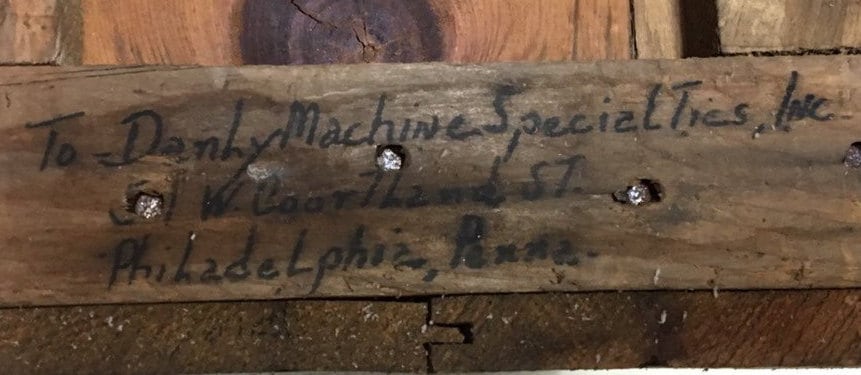 To - Danly Machine Specialties, Inc.
W. Courtland ST.
Philadelphia, Penna.